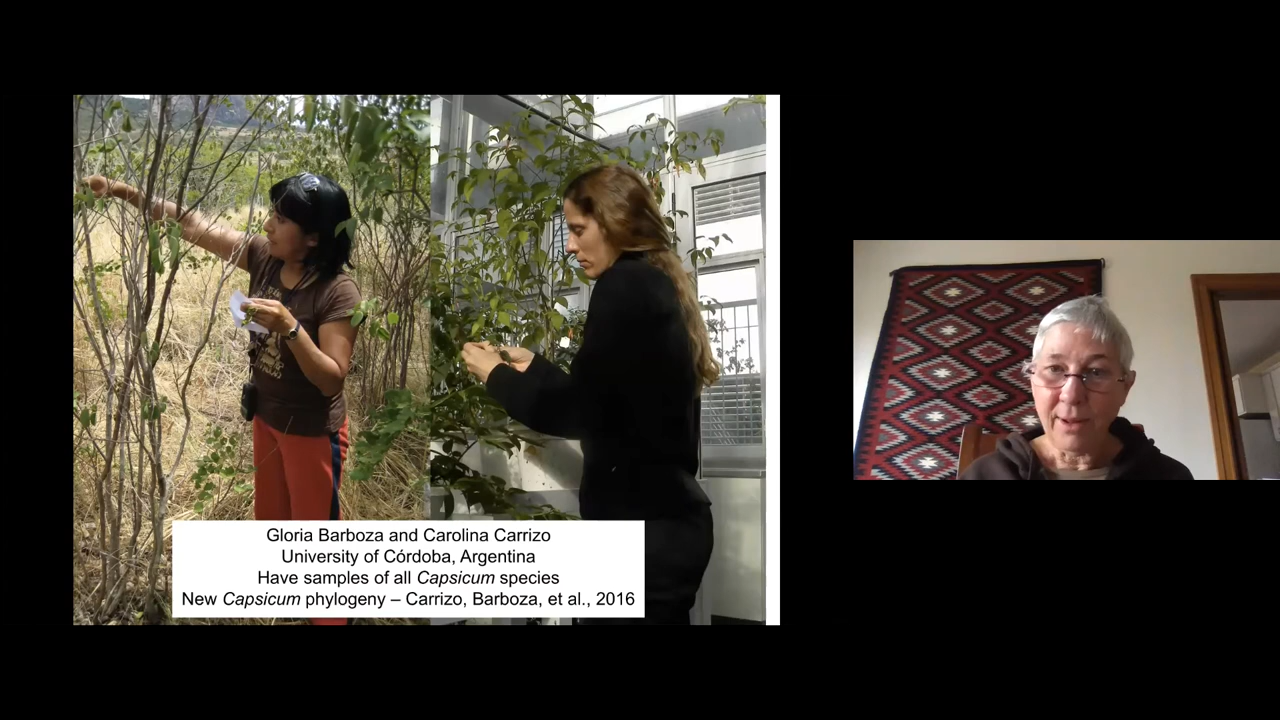 Gloria Barboza and Carolina Carrizo
University of Córdoba, Argentina
Have samples of all Capsicum species
New Capsicum phylogeny – Carrizo, Barboza, et al., 2016